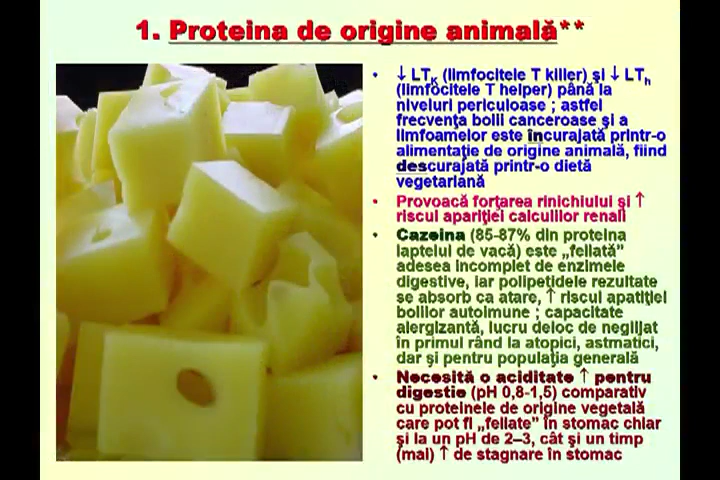 1. Proteina de origine animală**
• ↓ LTK (limfocitele T killer) şi ↓ LTh
(limfocitele T helper) până la
niveluri periculoase ; astfel
frecvenţa bolii canceroase şi a
limfoamelor este încurajată printr-o
alimentaţie de origine animală, fiind
descurajată printr-o dietă
vegetariană
• Provoacă forţarea rinichiului şi ↑
riscul apariţiei calculilor renali
• Cazeina (85-87% din proteina
laptelui de vacă) este „feliată”
adesea incomplet de enzimele
digestive, iar polipetidele rezultate
se absorb ca atare, ↑ riscul apatiţiei
bolilor autoimune ; capacitate
alergizantă, lucru deloc de neglijat
în primul rând la atopici, astmatici,
dar şi pentru populaţia generală
• Necesită o aciditate ↑ pentru
digestie (pH 0,8-1,5) comparativ
cu proteinele de origine vegetală
care pot fi „feliate” în stomac chiar
şi la un pH de 2–3, cât şi un timp
(mai) ↑ de stagnare în stomac